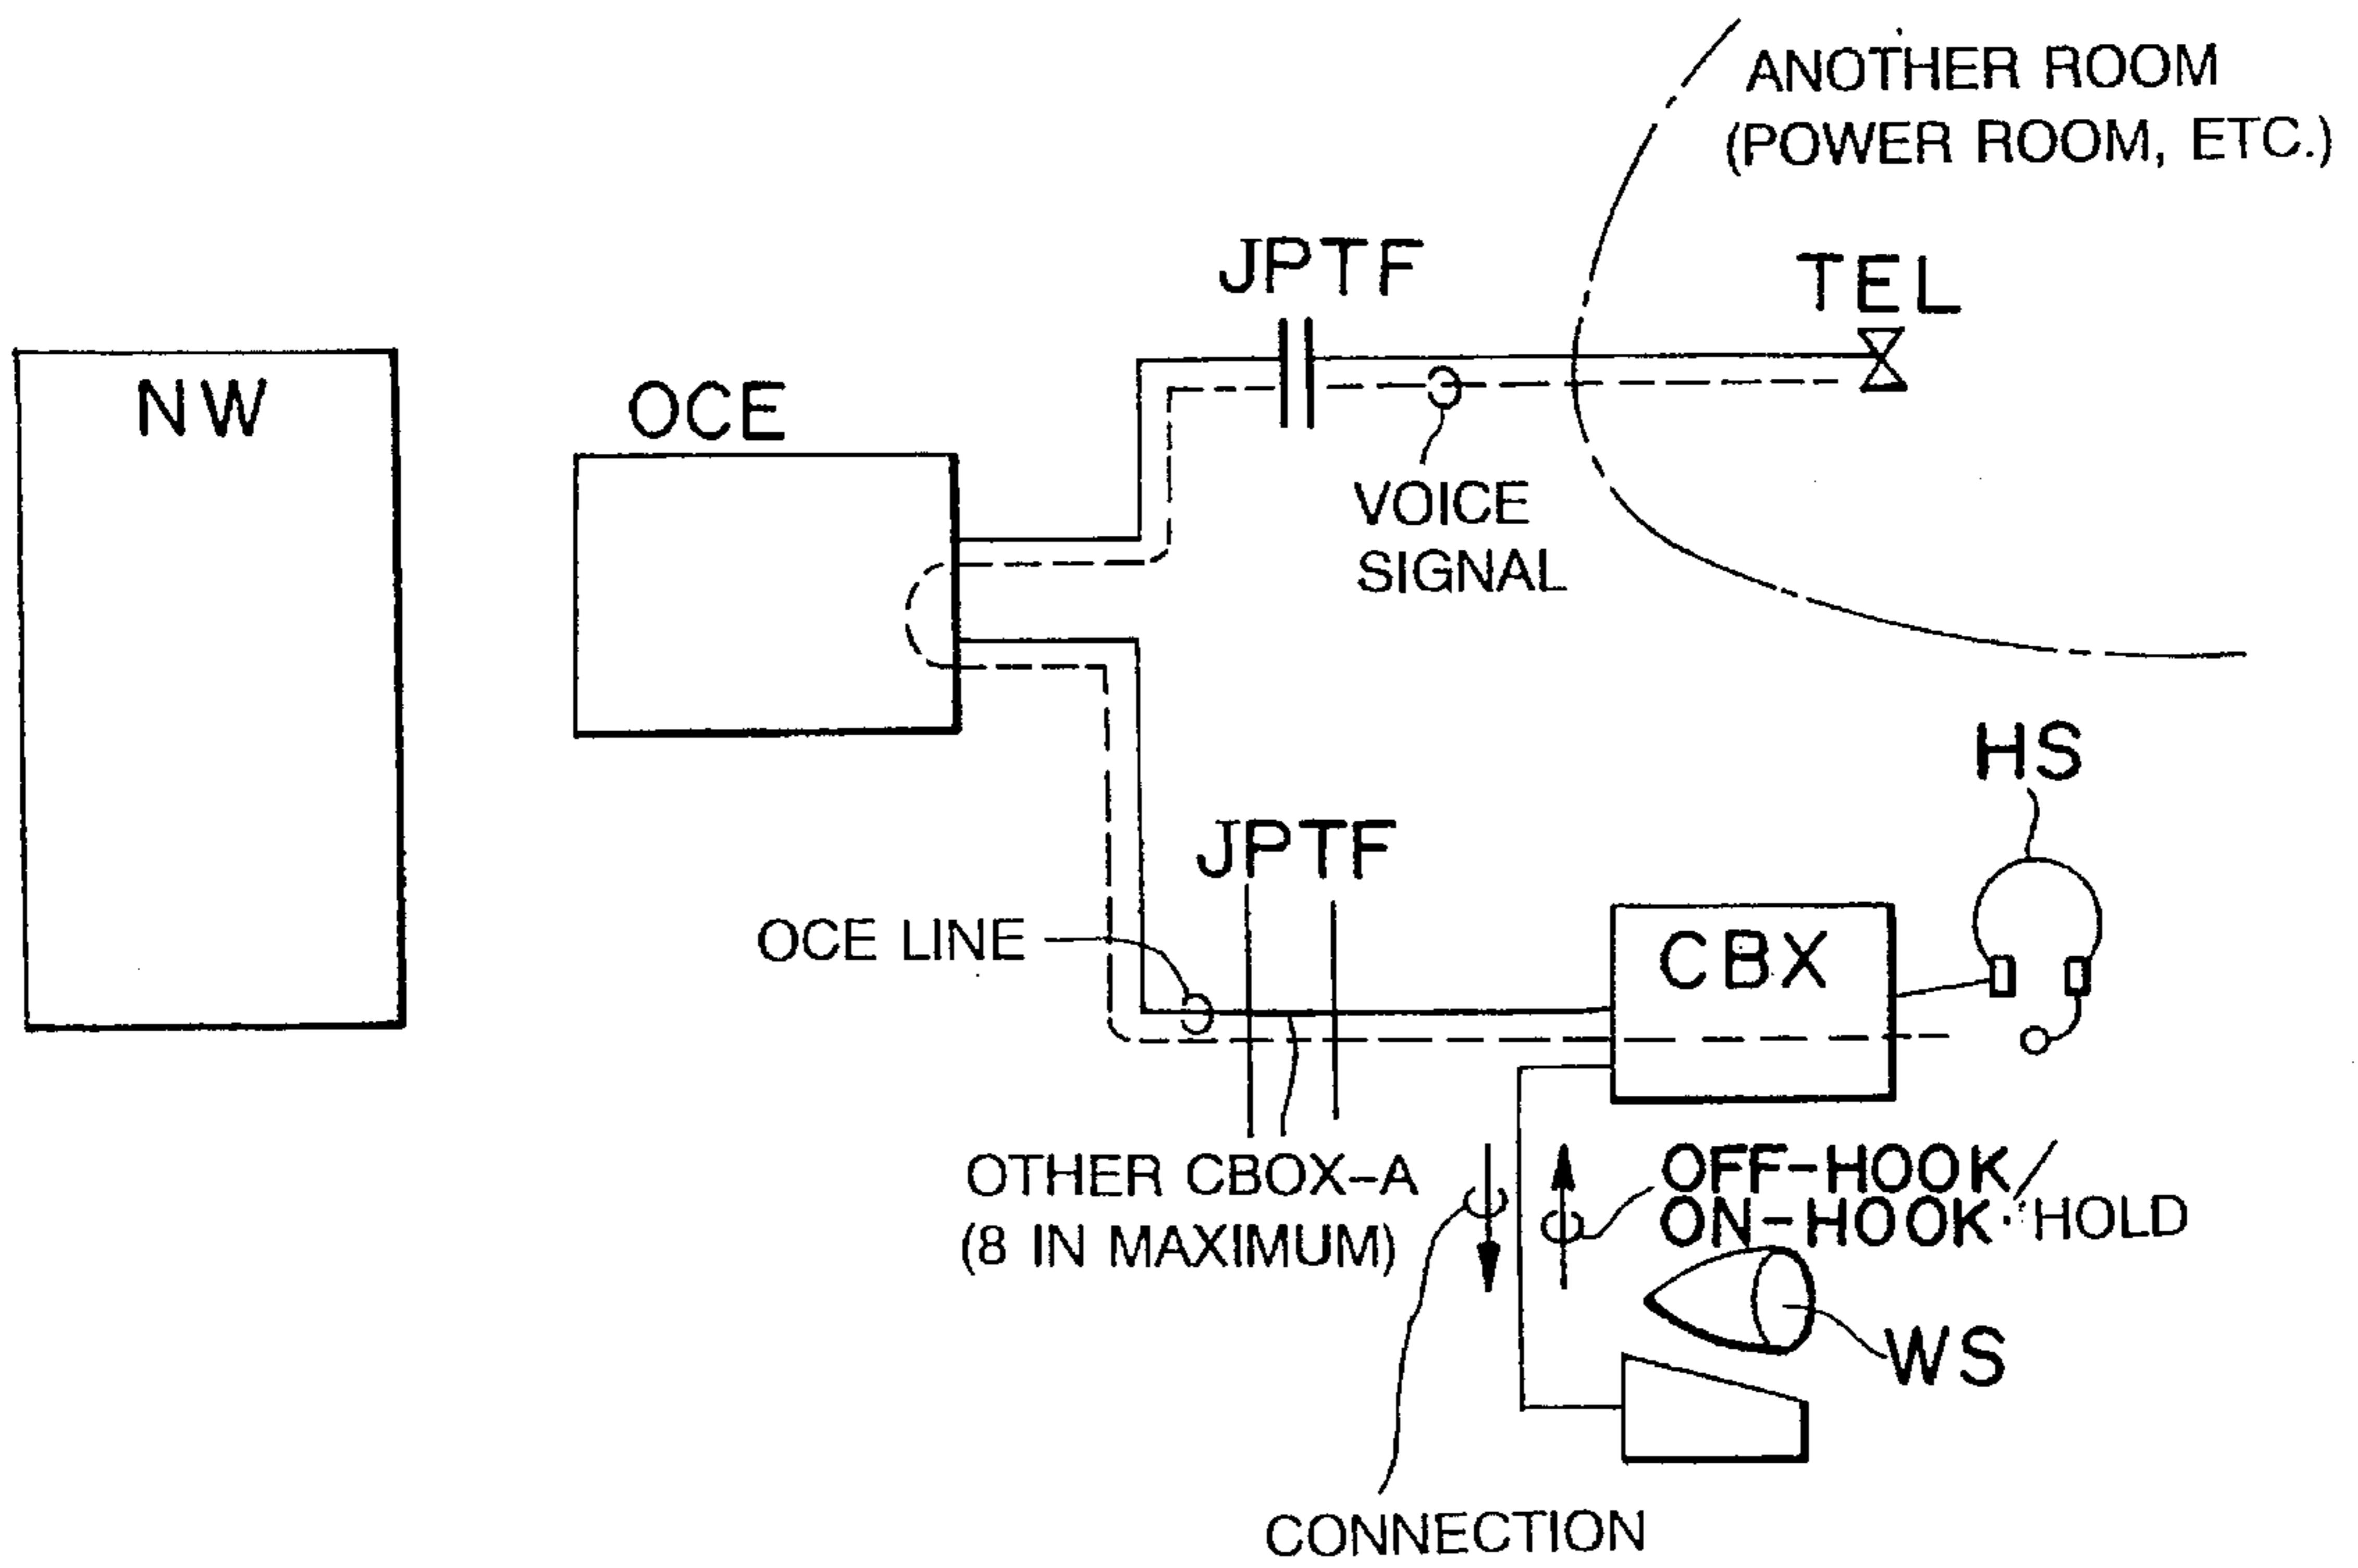 ANOTHER ROOM
(POWER ROOM, ETC.)
JPTF
TEL
NW
OCE
VOICE
SIGNAL
HS
JPTF
OCE LINE
CBX
OTHER CBOX-A
(8 IN MAXIMUM)
OFF-HOOK/
ON-HOOK·HOLD
WS
CONNECTION